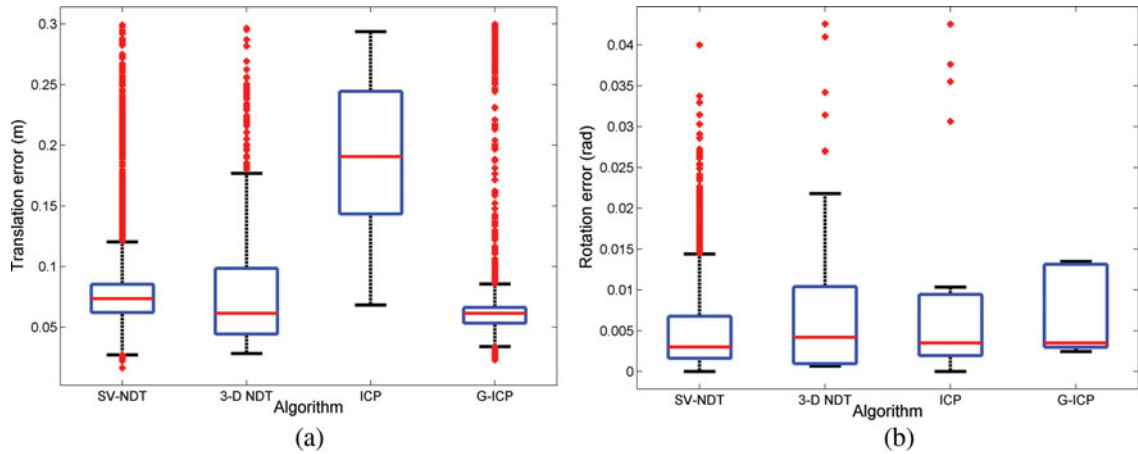 0.3
0.25
0.2
0.15
0.1
0.05
Translation error (m)
SV-NDT 3-D NDT ICP G-ICP
Algorithm
(a)
0.04
0.035
0.03
0.025
0.02
0.015
0.01
0.005
0
Rotation error (rad)
SV-NDT 3-D NDT ICP G-ICP
Algorithm
(b)